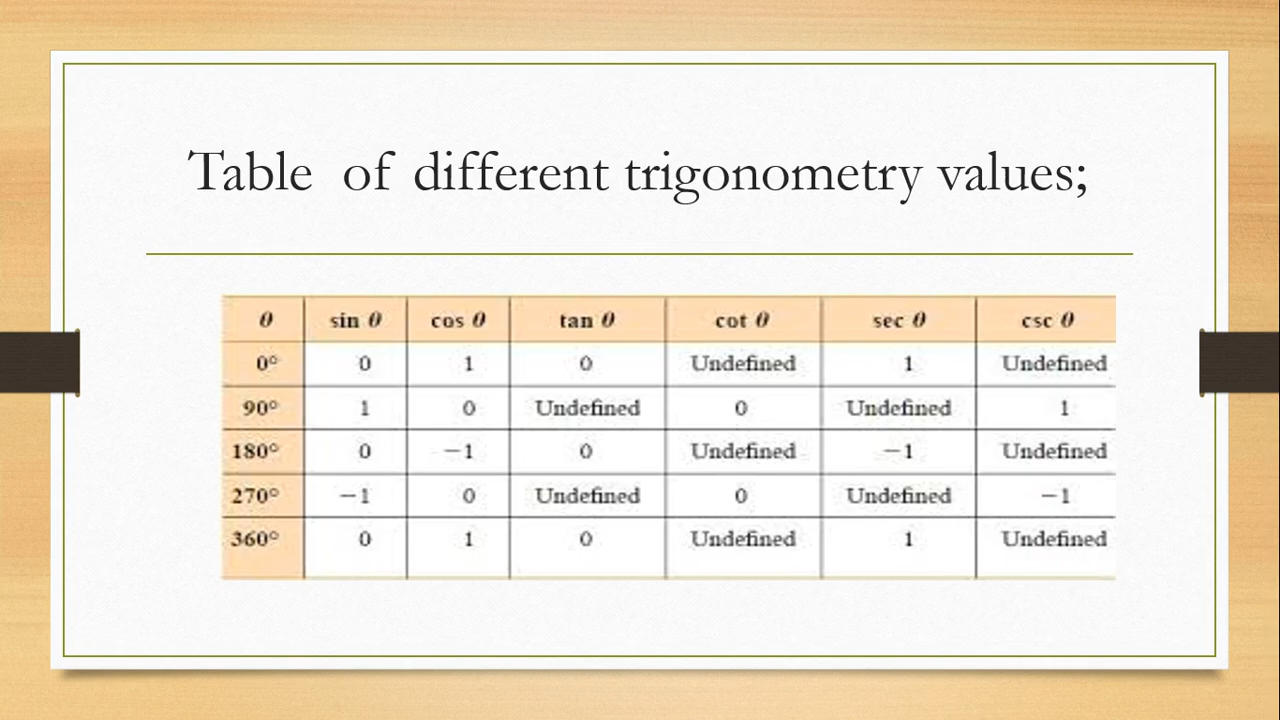 Table of different trigonometry values;
θ sin θ cos θ tan θ cot θ sec θ csc θ
0° 0 1 0 Undefined 1 Undefined
90° 1 0 Undefined 0 Undefined 1
180° 0 −1 0 Undefined −1 Undefined
270° −1 0 Undefined 0 Undefined −1
360° 0 1 0 Undefined 1 Undefined